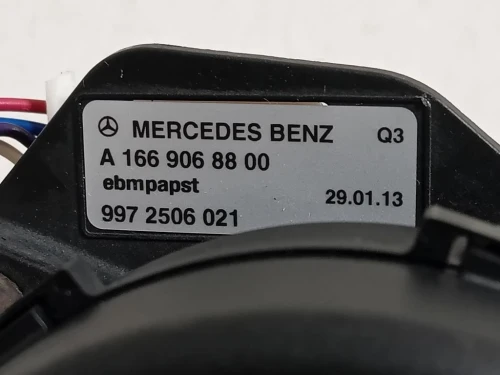 MERCEDES BENZ Q3
A 166 906 88 00
ebmpapst
29.01.13
997 2506 021